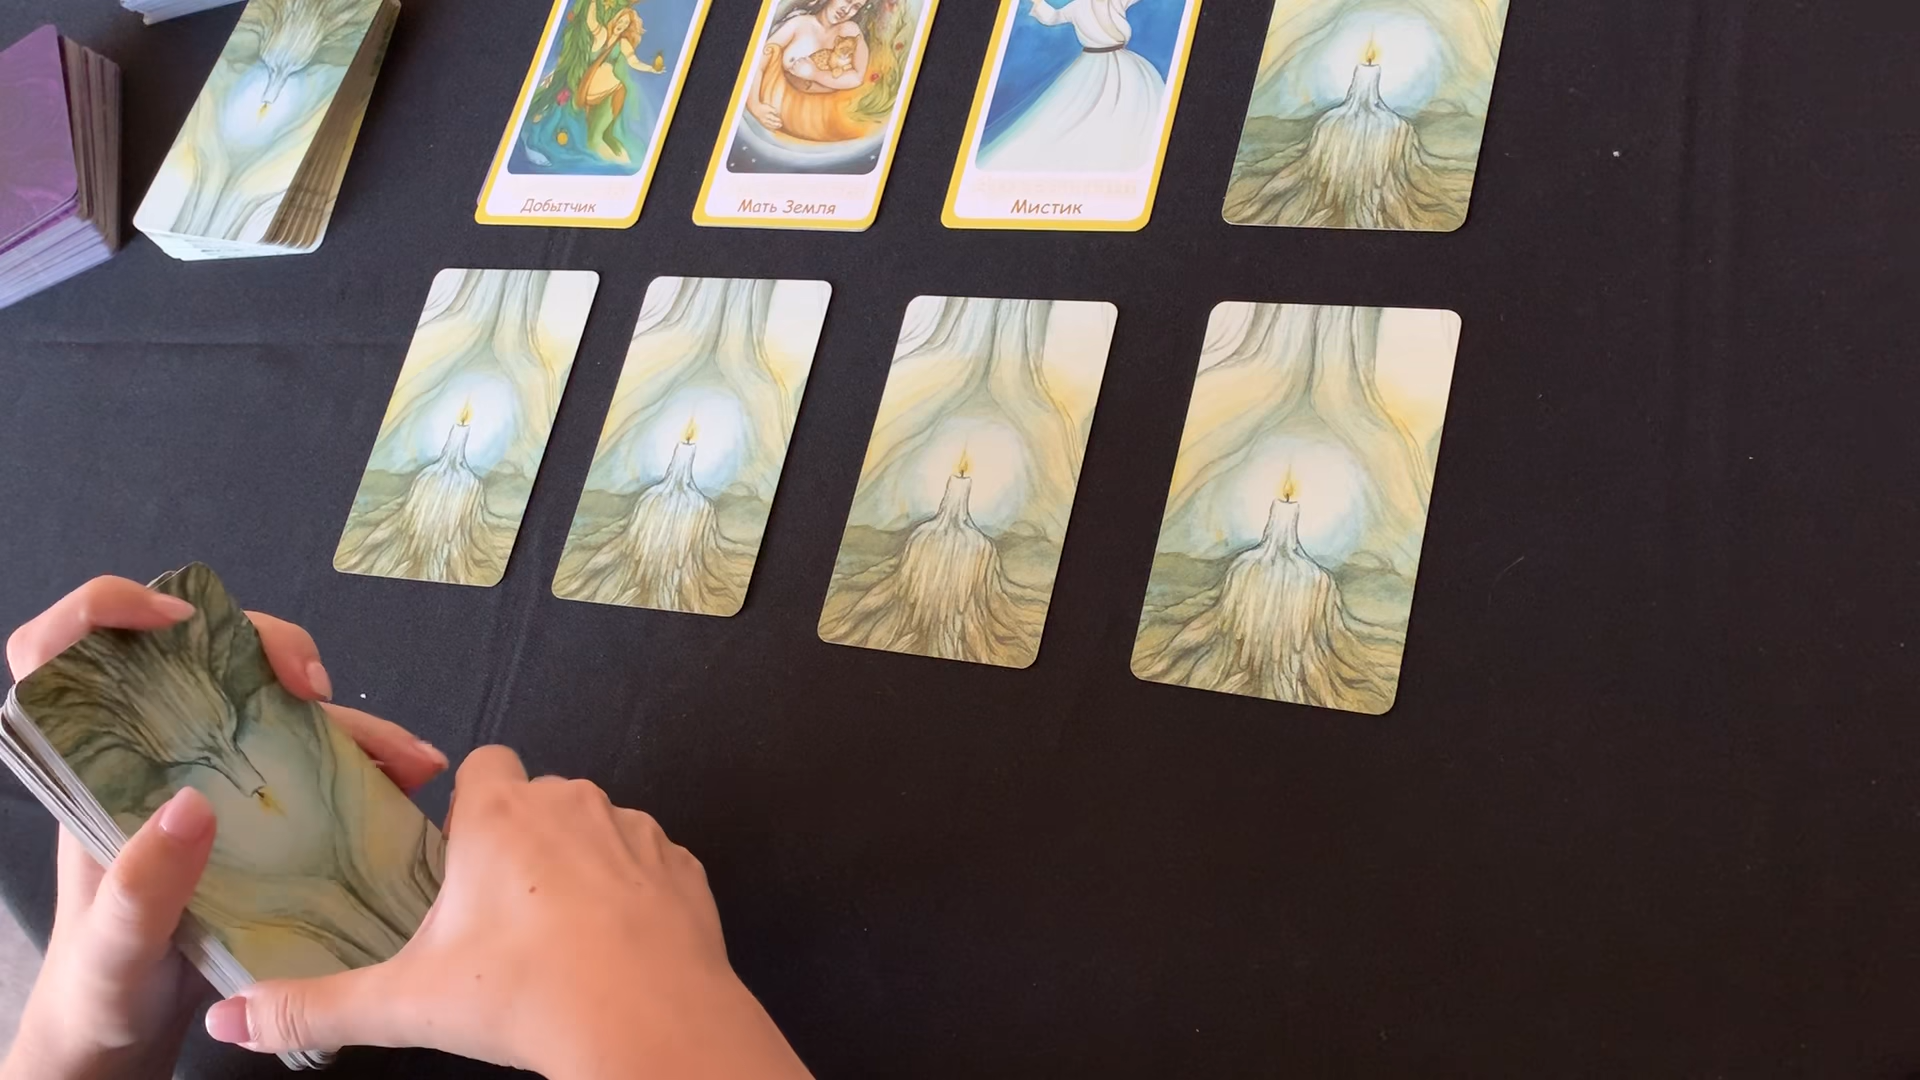 Добытчик
Мать Земля
Мистик